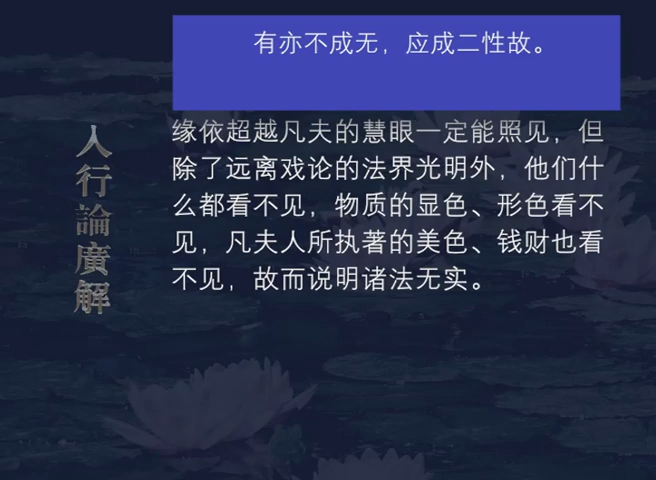 有亦不成无，应成二性故。
入行論廣解
缘依超越凡夫的慧眼一定能照见，但
除了远离戏论的法界光明外，他们什
么都看不见，物质的显色、形色看不
见，凡夫人所执著的美色、钱财也看
不见，故而说明诸法无实。